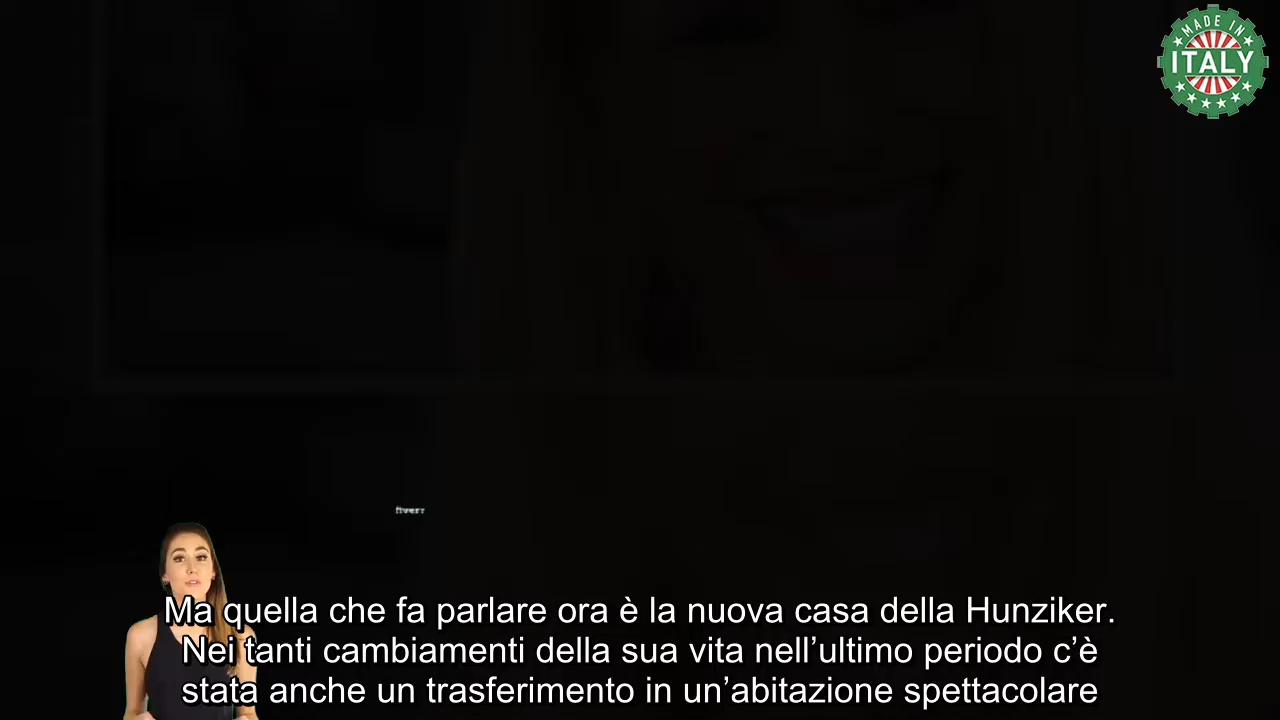 MADE IN
ITALY
fiverr
Ma quella che fa parlare ora è la nuova casa della Hunziker.
Nei tanti cambiamenti della sua vita nell’ultimo periodo c’è
stata anche un trasferimento in un’abitazione spettacolare